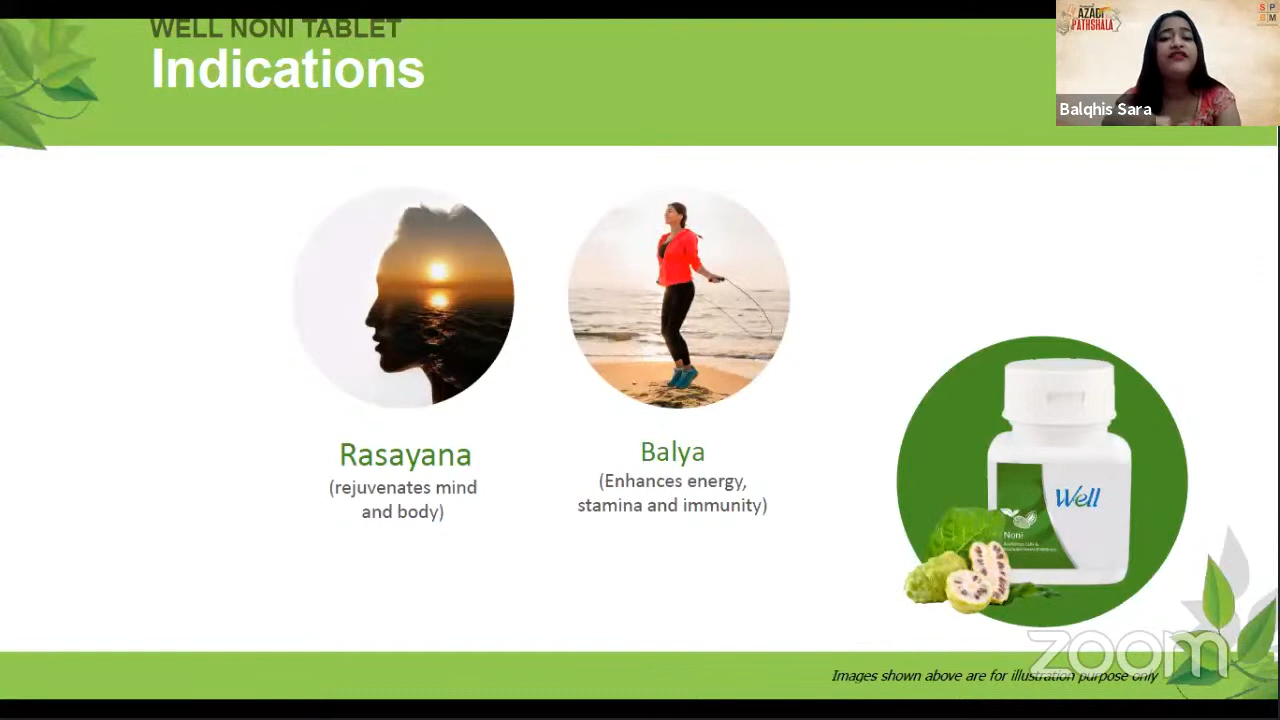 WELL NONI TABLET
Indications
AZADI
PATHSHALA
S P
B M
Balqhis Sara
Rasayana
(rejuvenates mind
and body)
Balya
(Enhances energy,
stamina and immunity)
Well
Noni
zoom
Images shown above are for illustration purpose only